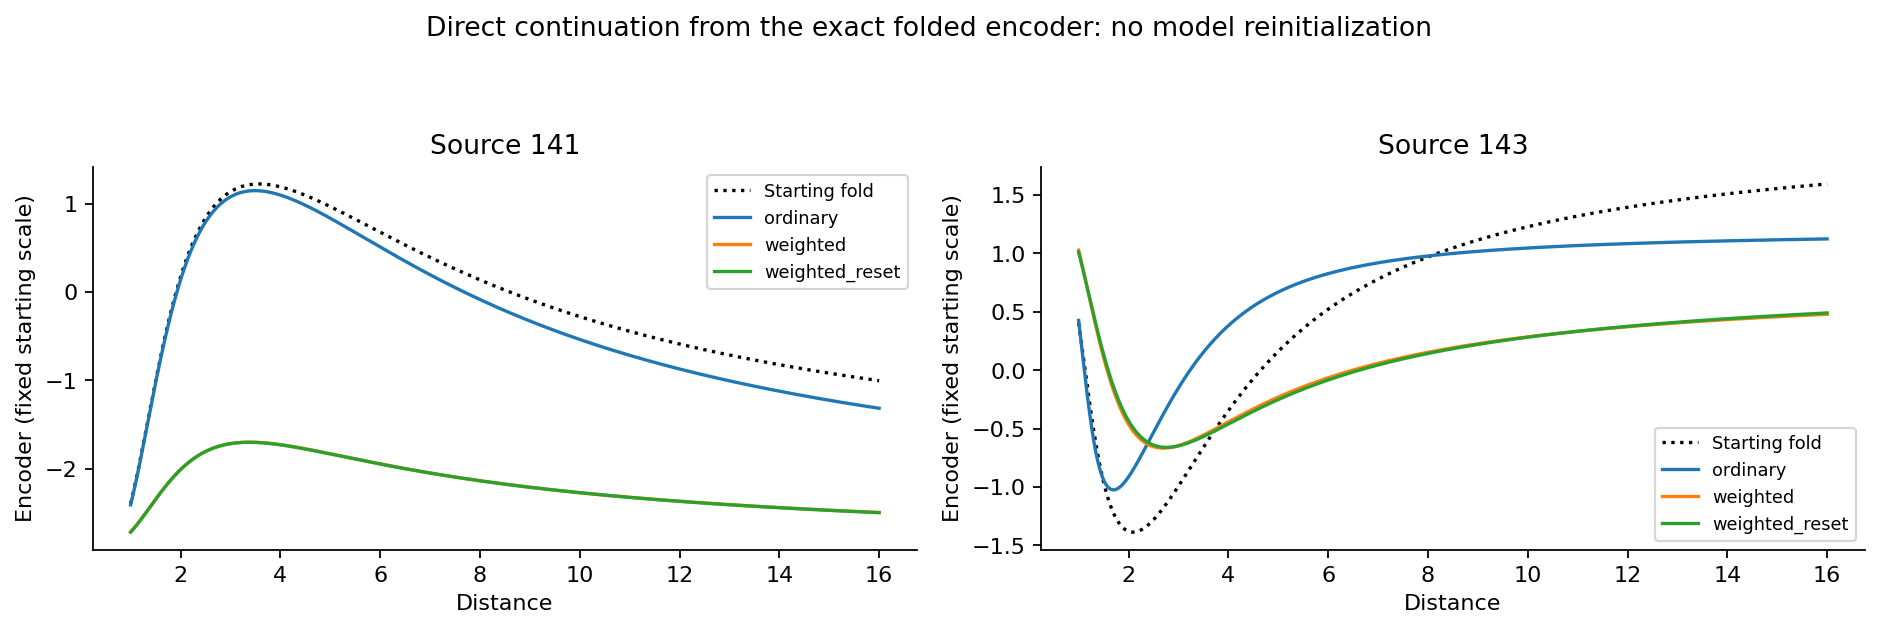 Direct continuation from the exact folded encoder: no model reinitialization
Source 141
Encoder (fixed starting scale)
1
0
−1
−2
2
4
6
8
10
12
14
16
Distance
Starting fold
ordinary
weighted
weighted_reset
Source 143
Encoder (fixed starting scale)
1.5
1.0
0.5
0.0
−0.5
−1.0
−1.5
2
4
6
8
10
12
14
16
Distance
Starting fold
ordinary
weighted
weighted_reset